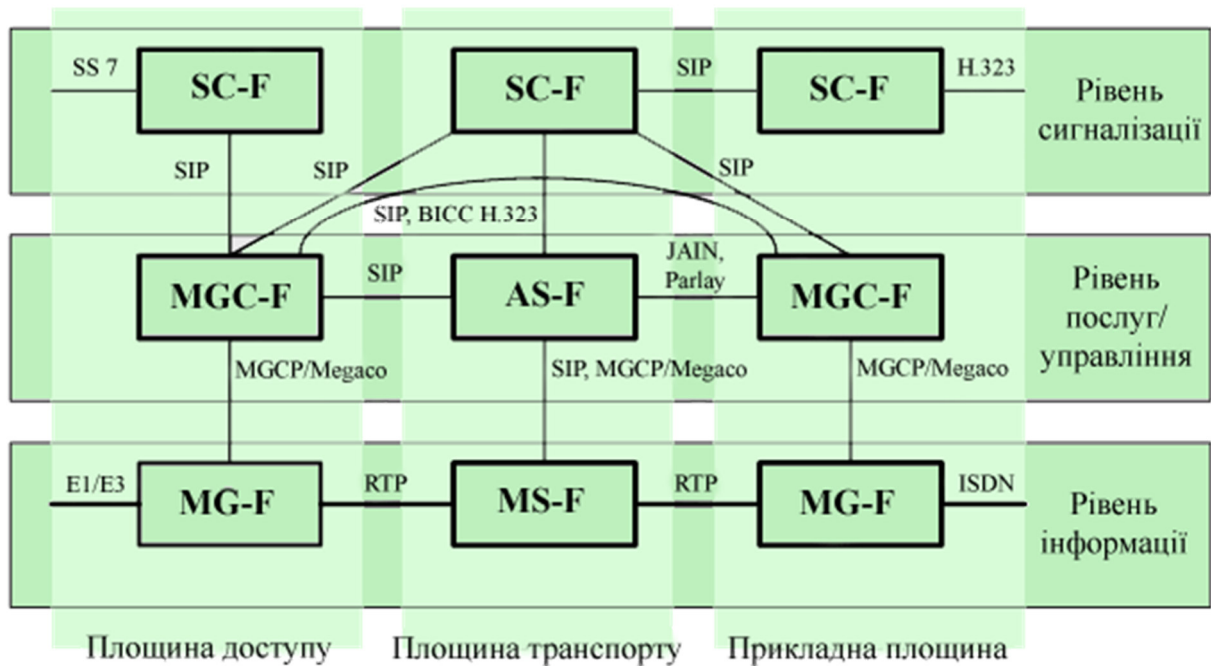 SS 7
SC-F
SC-F
SIP
SC-F
H.323
Рівень
сигналізації
SIP
SIP
SIP
SIP, BICC H.323
MGC-F
SIP
AS-F
JAIN,
Parlay
MGC-F
Рівень
послуг/
управління
MGCP/Megaco
SIP, MGCP/Megaco
MGCP/Megaco
E1/E3
MG-F
RTP
MS-F
RTP
MG-F
ISDN
Рівень
інформації
Площина доступу
Площина транспорту
Прикладна площина